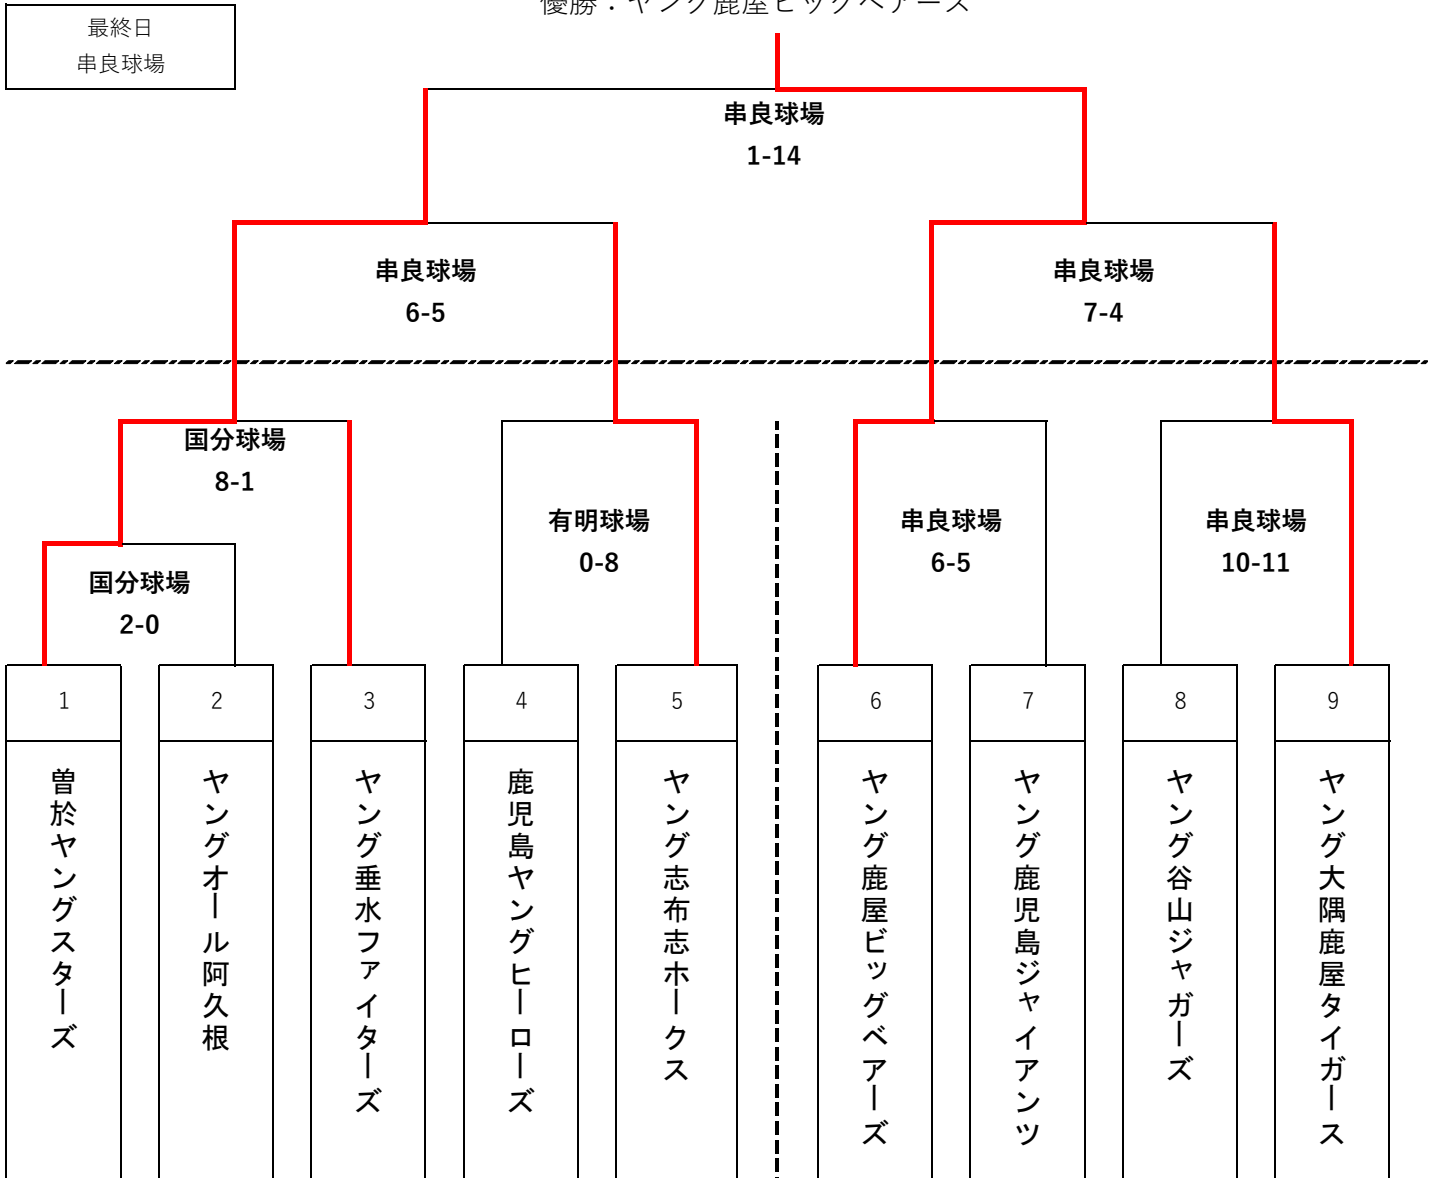 優勝：ヤング鹿屋ビッグベアーズ
最終日
串良球場
串良球場
1-14
串良球場
6-5
串良球場
7-4
国分球場
8-1
有明球場
0-8
串良球場
6-5
串良球場
10-11
国分球場
2-0
1
2
3
4
5
6
7
8
9
曽於ヤングスターズ
ヤングオール阿久根
ヤング垂水ファイターズ
鹿児島ヤングヒーローズ
ヤング志布志ホークス
ヤング鹿屋ビッグベアーズ
ヤング鹿児島ジャイアンツ
ヤング谷山ジャガーズ
ヤング大隅鹿屋タイガース